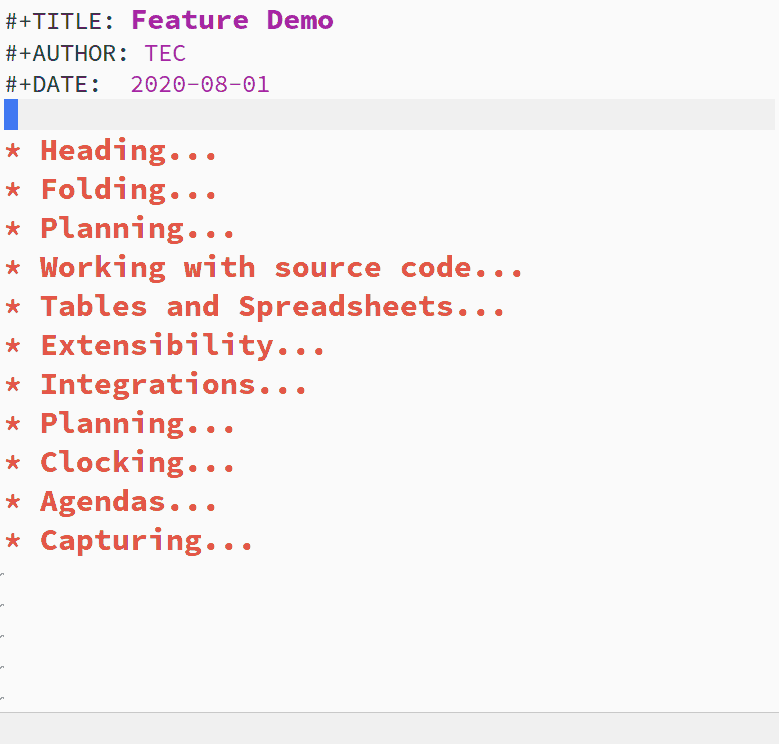 #+TITLE: Feature Demo
#+AUTHOR: TEC
#+DATE:  2020-08-01
* Heading...
* Folding...
* Planning...
* Working with source code...
* Tables and Spreadsheets...
* Extensibility...
* Integrations...
* Planning...
* Clocking...
* Agendas...
* Capturing...